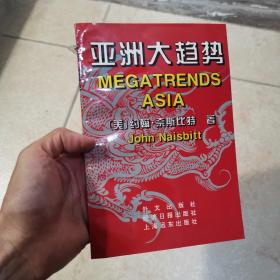 亚洲大趋势
MEGATRENDS
ASIA
(美)约翰·奈斯比特 著
John Naisbitt
外文出版社
经济日报出版社
上海远东出版社